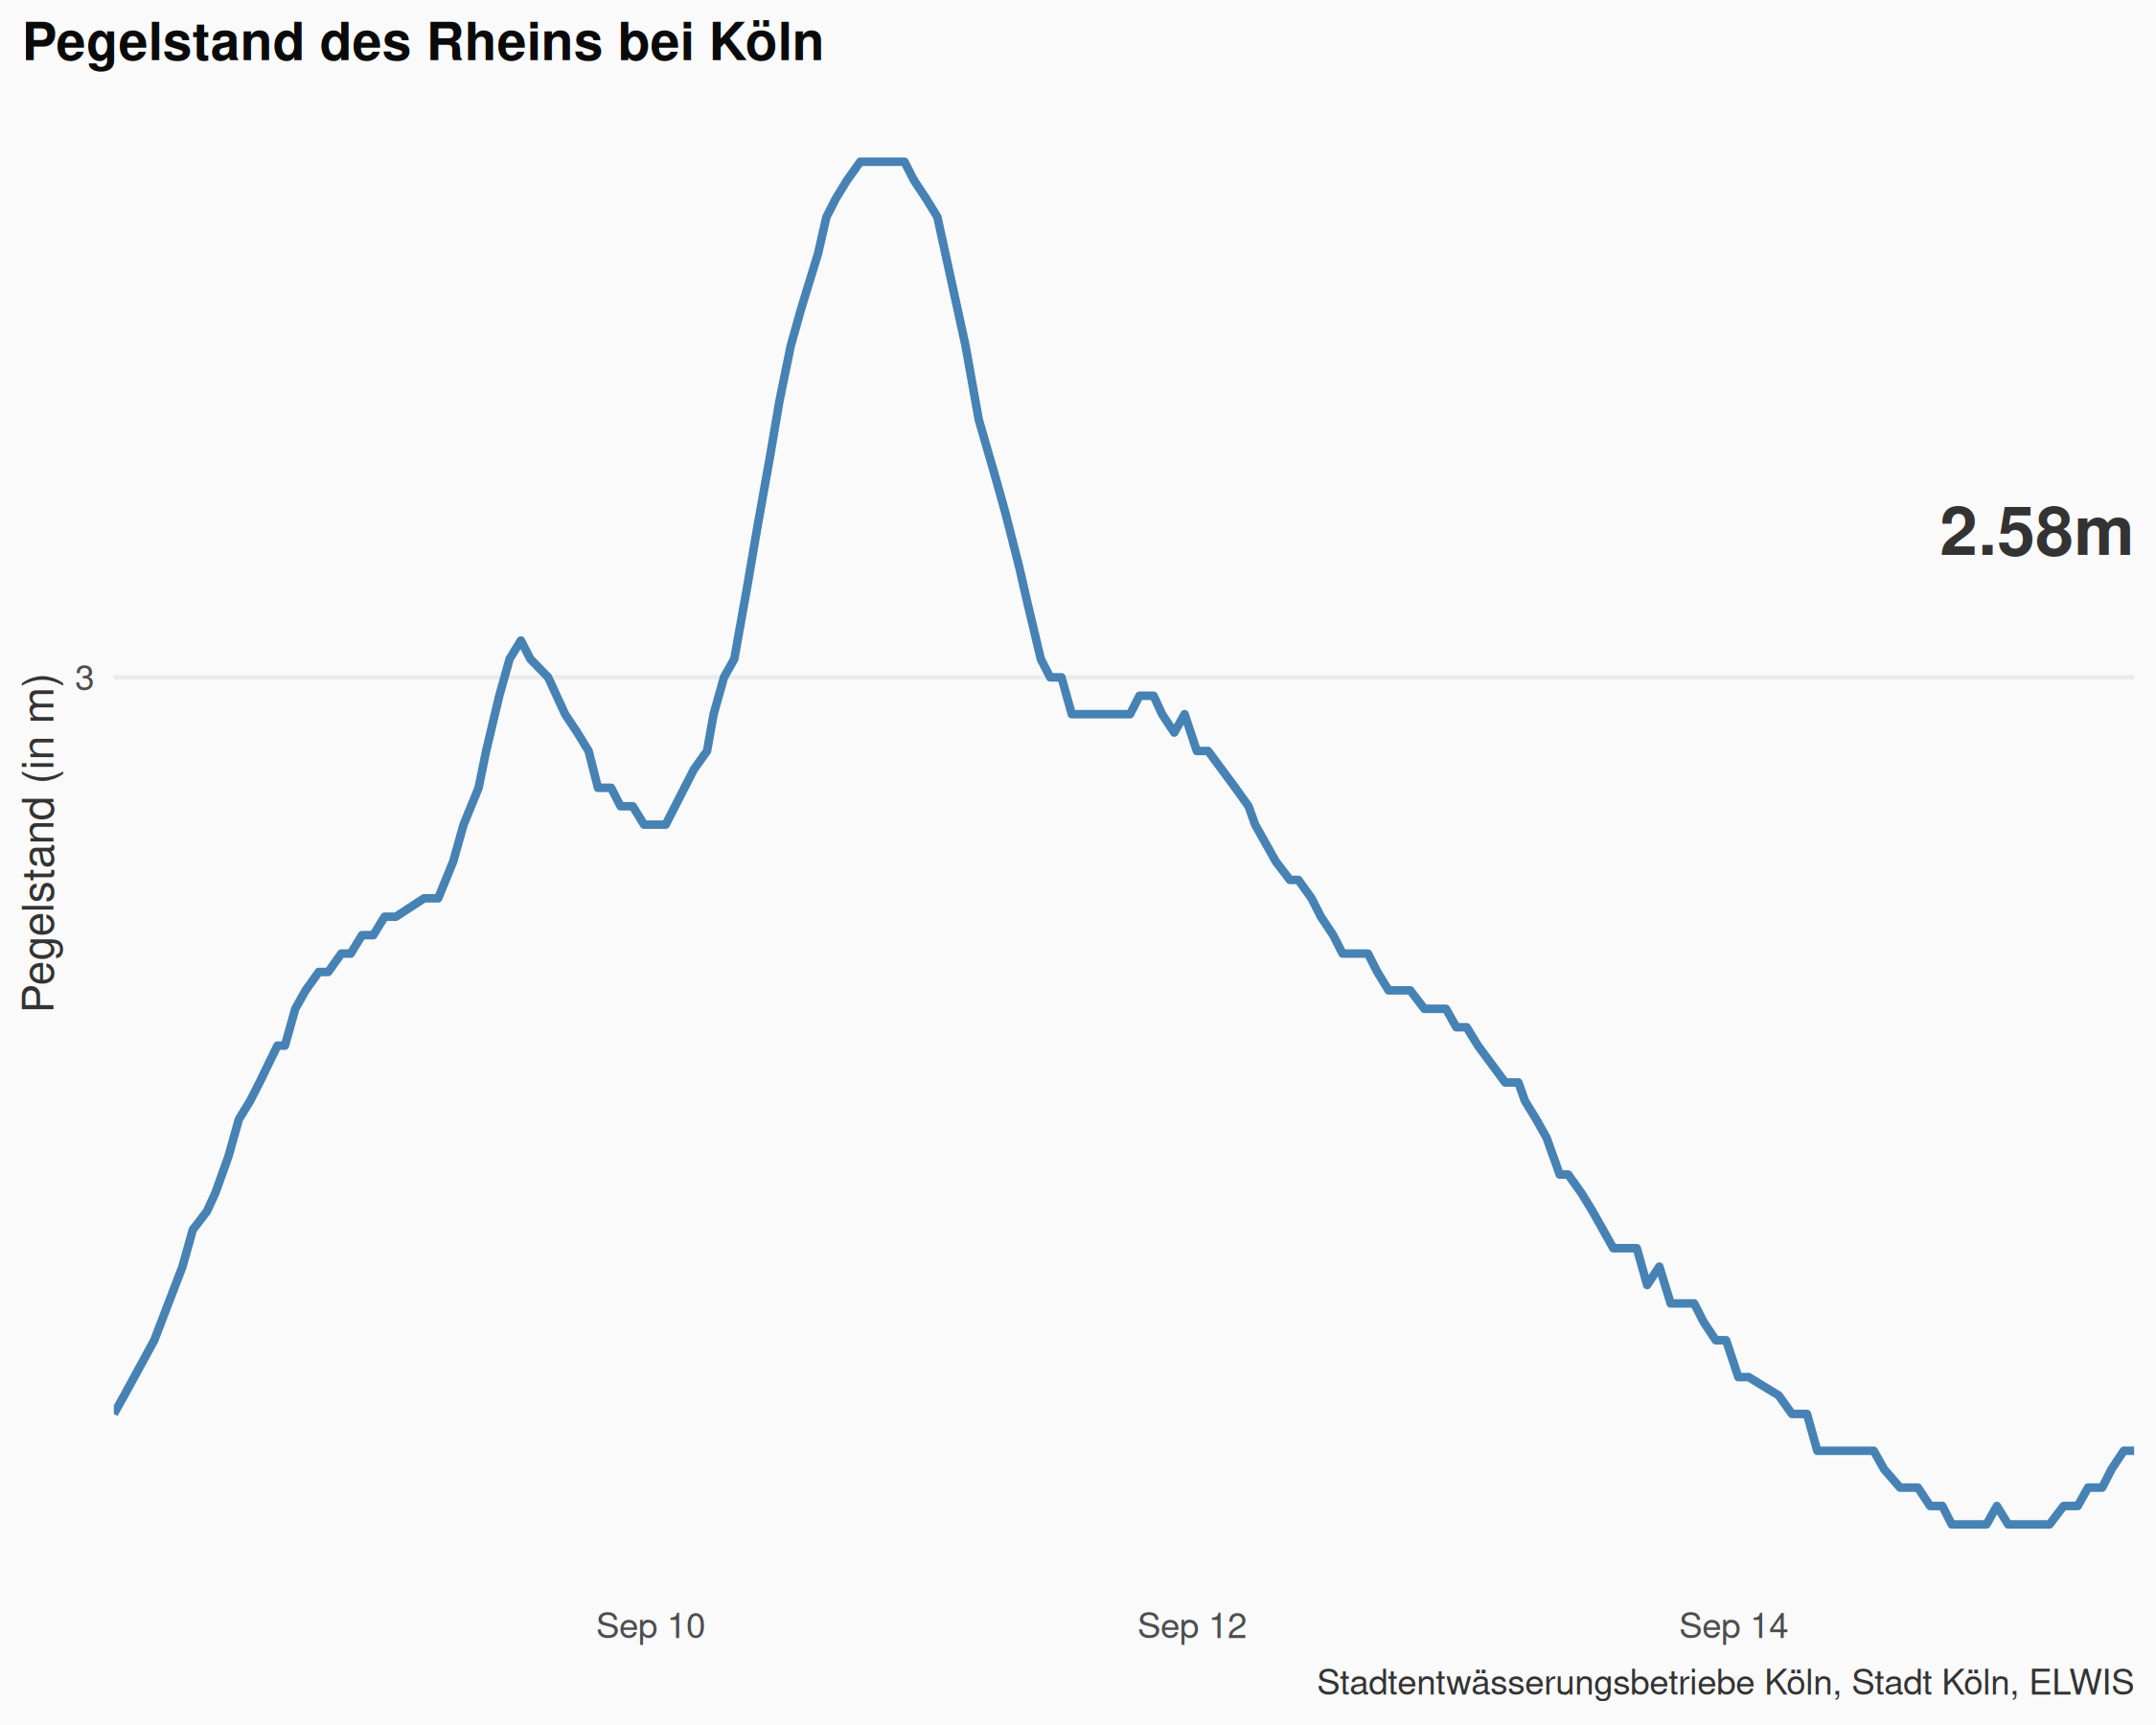 Pegelstand des Rheins bei Köln
2.58m
Pegelstand (in m)
3
Sep 10
Sep 12
Sep 14
Stadtentwässerungsbetriebe Köln, Stadt Köln, ELWIS